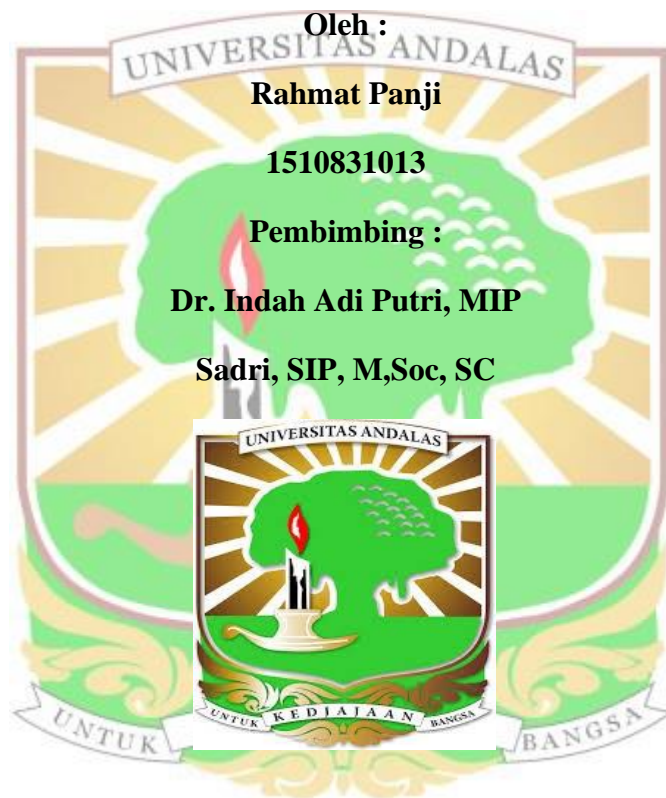 Oleh :
UNIVERSITAS ANDALAS
Rahmat Panji
1510831013
Pembimbing :
Dr. Indah Adi Putri, MIP
Sadri, SIP, M,Soc, SC
UNIVERSITAS ANDALAS
UNTUK KEDJAJAAN BANGSA
UNTUK BANGSA